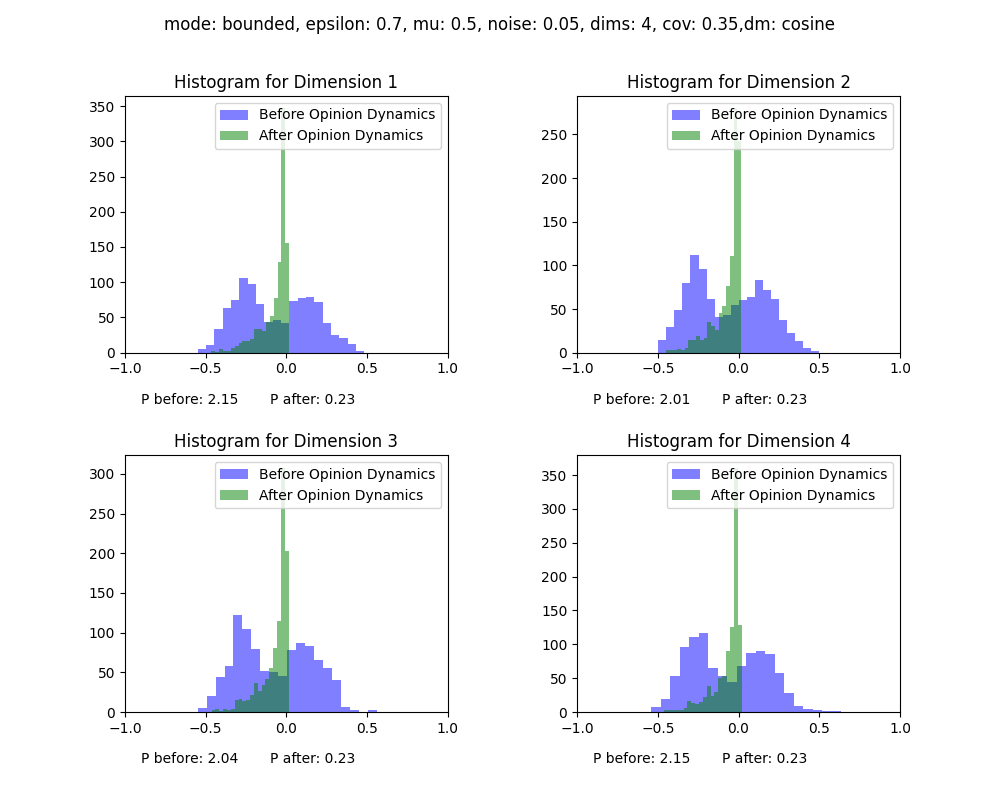 mode: bounded, epsilon: 0.7, mu: 0.5, noise: 0.05, dims: 4, cov: 0.35,dm: cosine
Histogram for Dimension 1
Before Opinion Dynamics
After Opinion Dynamics
350
300
250
200
150
100
50
0
−1.0 −0.5 0.0 0.5 1.0
P before: 2.15 P after: 0.23
Histogram for Dimension 2
Before Opinion Dynamics
After Opinion Dynamics
250
200
150
100
50
0
−1.0 −0.5 0.0 0.5 1.0
P before: 2.01 P after: 0.23
Histogram for Dimension 3
Before Opinion Dynamics
After Opinion Dynamics
300
250
200
150
100
50
0
−1.0 −0.5 0.0 0.5 1.0
P before: 2.04 P after: 0.23
Histogram for Dimension 4
Before Opinion Dynamics
After Opinion Dynamics
350
300
250
200
150
100
50
0
−1.0 −0.5 0.0 0.5 1.0
P before: 2.15 P after: 0.23